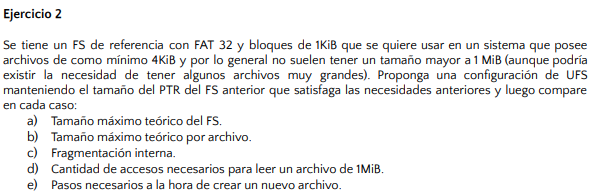 Ejercicio 2
Se tiene un FS de referencia con FAT 32 y bloques de 1KiB que se quiere usar en un sistema que posee
archivos de como mínimo 4KiB y por lo general no suelen tener un tamaño mayor a 1 MiB (aunque podría
existir la necesidad de tener algunos archivos muy grandes). Proponga una configuración de UFS
manteniendo el tamaño del PTR del FS anterior que satisfaga las necesidades anteriores y luego compare
en cada caso:
a) Tamaño máximo teórico del FS.
b) Tamaño máximo teórico por archivo.
c) Fragmentación interna.
d) Cantidad de accesos necesarios para leer un archivo de 1MiB.
e) Pasos necesarios a la hora de crear un nuevo archivo.